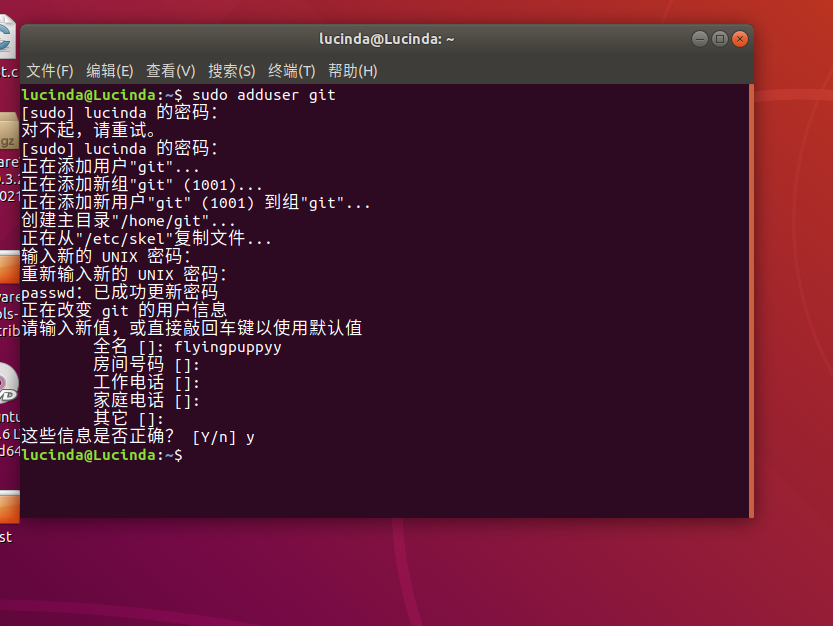 lucinda@Lucinda: ~
文件(F) 编辑(E) 查看(V) 搜索(S) 终端(T) 帮助(H)
lucinda@Lucinda:~$ sudo adduser git
[sudo] lucinda 的密码：
对不起，请重试。
[sudo] lucinda 的密码：
正在添加用户"git"...
正在添加新组"git" (1001)...
正在添加新用户"git" (1001) 到组"git"...
创建主目录"/home/git"...
正在从"/etc/skel"复制文件...
输入新的 UNIX 密码：
重新输入新的 UNIX 密码：
passwd：已成功更新密码
正在改变 git 的用户信息
请输入新值，或直接敲回车键以使用默认值
全名 []: flyingpuppyy
房间号码 []:
工作电话 []:
家庭电话 []:
其它 []:
这些信息是否正确？ [Y/n] y
lucinda@Lucinda:~$
t.c
gz
are
.3.2
021
ware
ols-
trib
untu
.6 L
d64
st